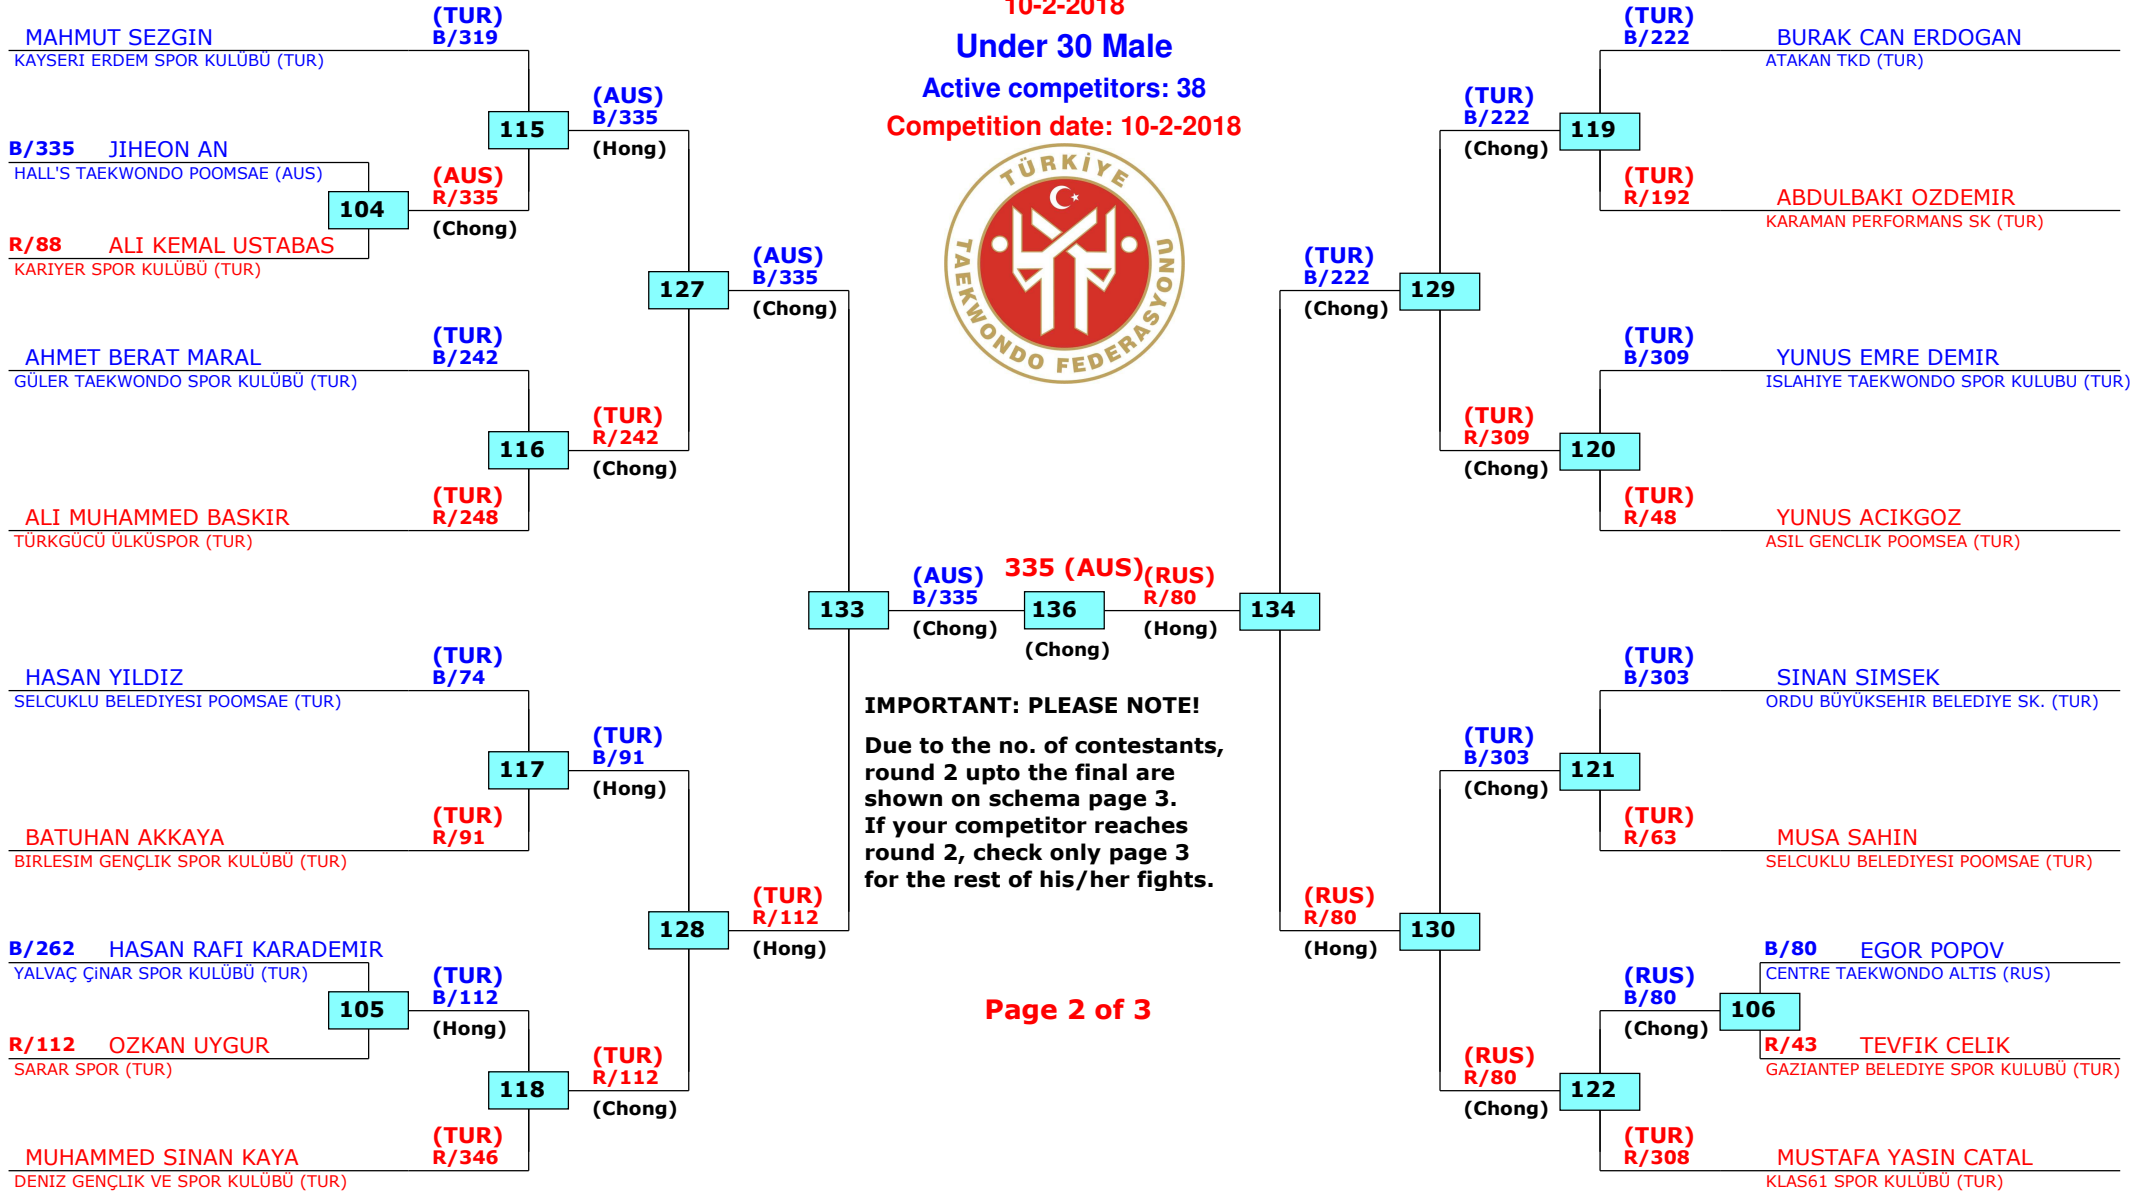 10-2-2018
Under 30 Male
Active competitors: 38
Competition date: 10-2-2018
TÜRKİYE
TAEKWONDO FEDERASYONU
(TUR)
MAHMUT SEZGIN B/319
KAYSERI ERDEM SPOR KULÜBÜ (TUR)
(AUS)
B/335
115
(Hong)
B/335 JIHEON AN
HALL'S TAEKWONDO POOMSAE (AUS)
(AUS)
R/335
104
(Chong)
R/88 ALI KEMAL USTABAS
KARIYER SPOR KULÜBÜ (TUR)
(AUS)
B/335
127
(Chong)
(TUR)
AHMET BERAT MARAL B/242
GÜLER TAEKWONDO SPOR KULÜBÜ (TUR)
(TUR)
R/242
116
(Chong)
(TUR)
ALI MUHAMMED BASKIR R/248
TÜRKGÜCÜ ÜLKÜSPOR (TUR)
133
(AUS)
B/335
(Chong)
335 (AUS)
136
(Chong)
(RUS)
R/80
(Hong)
134
(TUR)
HASAN YILDIZ B/74
SELCUKLU BELEDIYESI POOMSAE (TUR)
(TUR)
B/91
117
(Hong)
(TUR)
BATUHAN AKKAYA R/91
BIRLESIM GENÇLIK SPOR KULÜBÜ (TUR)
(TUR)
R/112
128
(Hong)
B/262 HASAN RAFI KARADEMIR
YALVAÇ ÇiNAR SPOR KULÜBÜ (TUR)
(TUR)
B/112
105
(Hong)
R/112 OZKAN UYGUR
SARAR SPOR (TUR)
(TUR)
R/112
118
(Chong)
(TUR)
MUHAMMED SINAN KAYA R/346
DENIZ GENÇLIK VE SPOR KULÜBÜ (TUR)
IMPORTANT: PLEASE NOTE!
Due to the no. of contestants,
round 2 upto the final are
shown on schema page 3.
If your competitor reaches
round 2, check only page 3
for the rest of his/her fights.
Page 2 of 3
(TUR)
B/222 BURAK CAN ERDOGAN
ATAKAN TKD (TUR)
(TUR)
B/222
119
(Chong)
(TUR)
R/192 ABDULBAKI OZDEMIR
KARAMAN PERFORMANS SK (TUR)
(TUR)
B/222
129
(Chong)
(TUR)
B/309 YUNUS EMRE DEMIR
ISLAHIYE TAEKWONDO SPOR KULUBU (TUR)
(TUR)
R/309
120
(Chong)
(TUR)
R/48 YUNUS ACIKGOZ
ASIL GENCLIK POOMSEA (TUR)
(TUR)
B/303 SINAN SIMSEK
ORDU BÜYÜKSEHIR BELEDIYE SK. (TUR)
(TUR)
B/303
121
(Chong)
(TUR)
R/63 MUSA SAHIN
SELCUKLU BELEDIYESI POOMSAE (TUR)
(RUS)
R/80
130
(Hong)
B/80 EGOR POPOV
CENTRE TAEKWONDO ALTIS (RUS)
(RUS)
B/80
106
(Chong)
R/43 TEVFIK CELIK
GAZIANTEP BELEDIYE SPOR KULUBÜ (TUR)
(RUS)
R/80
122
(Chong)
(TUR)
R/308 MUSTAFA YASIN CATAL
KLAS61 SPOR KULÜBÜ (TUR)